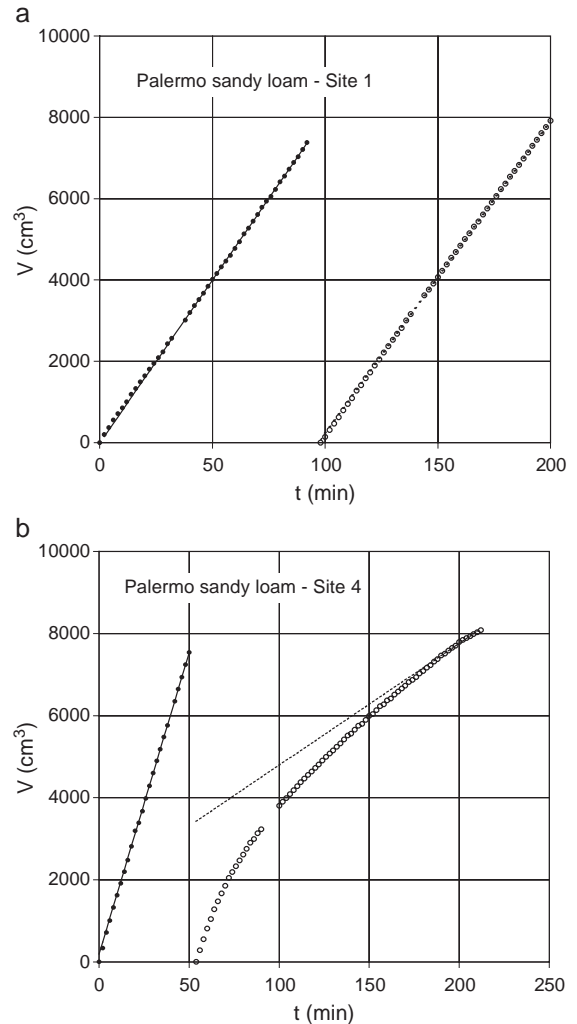 a
10000
Palermo sandy loam - Site 1
8000
6000
V (cm³)
4000
2000
0
0 50 100 150 200
t (min)
b
10000
Palermo sandy loam - Site 4
8000
6000
V (cm³)
4000
2000
0
0 50 100 150 200 250
t (min)